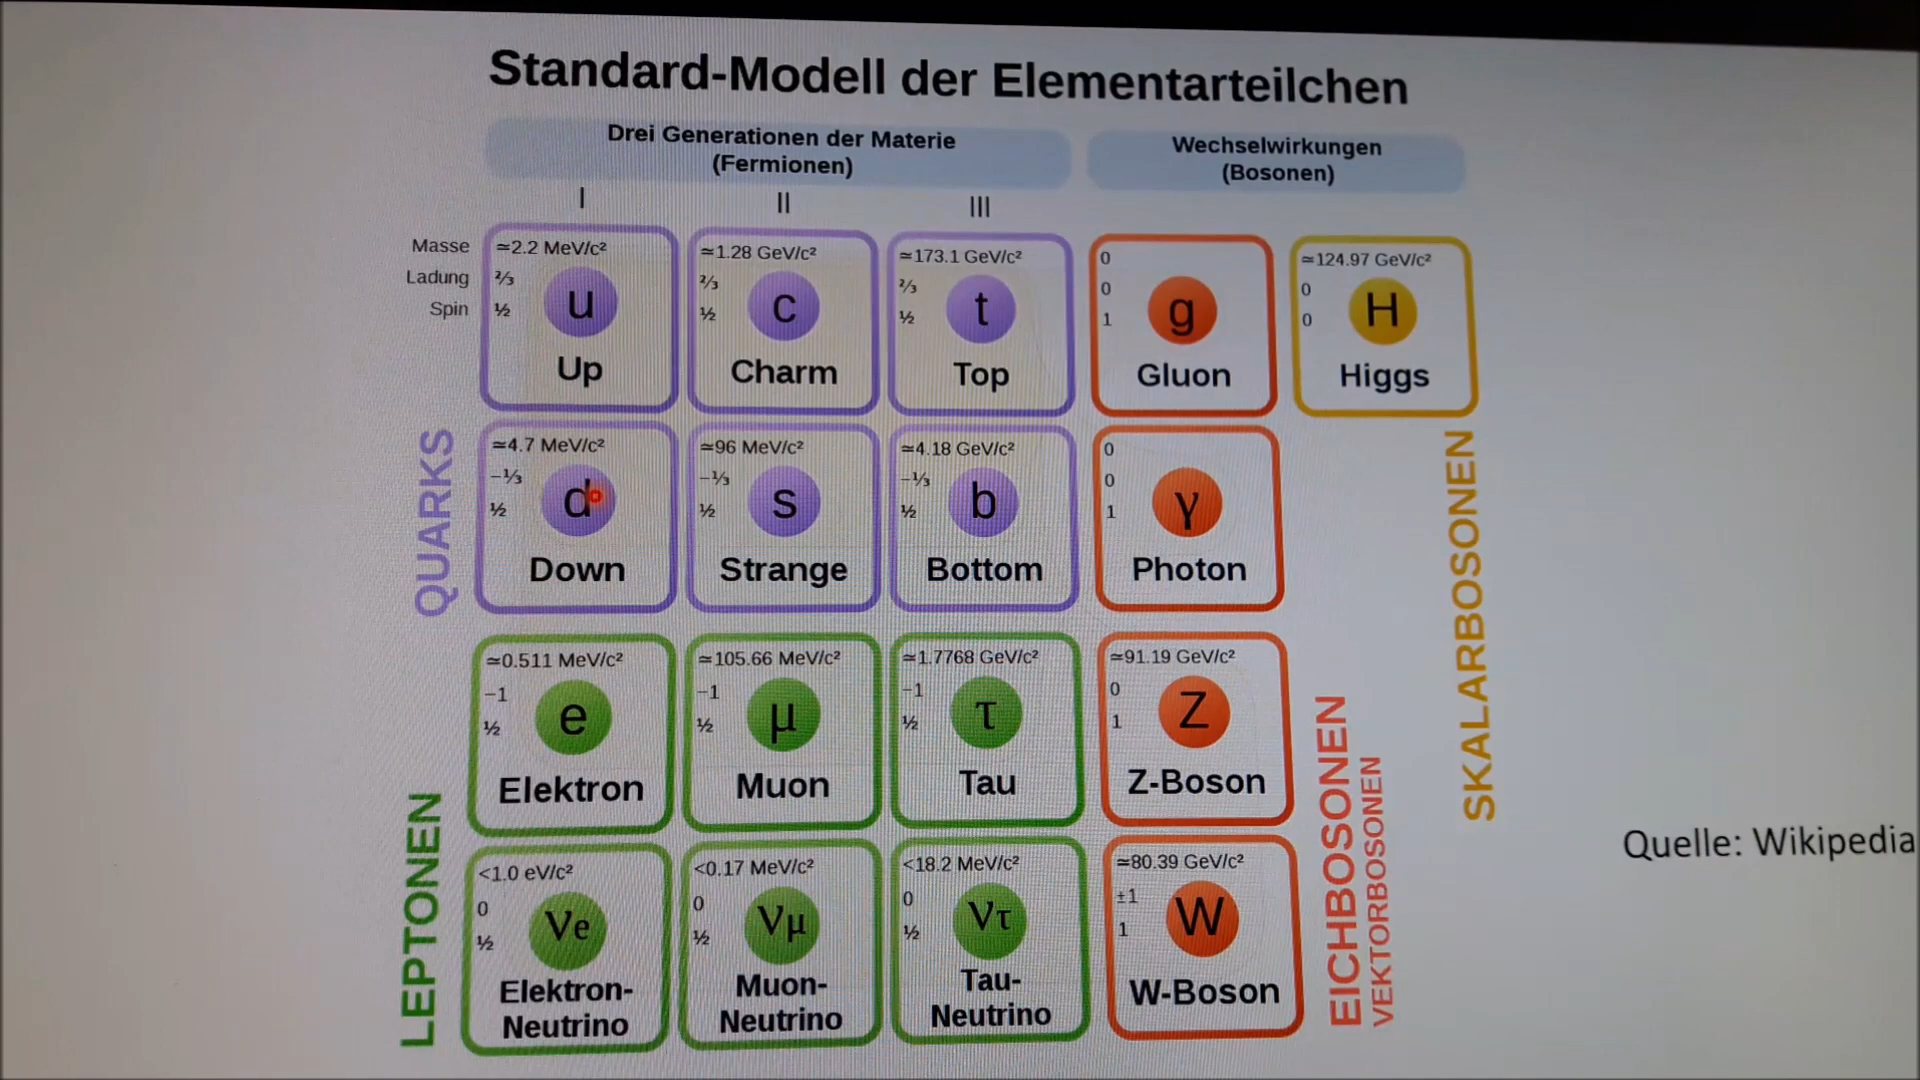 Standard-Modell der Elementarteilchen
Drei Generationen der Materie
(Fermionen)
Wechselwirkungen
(Bosonen)
I
II
III
Masse
Ladung
Spin
≃2.2 MeV/c²
⅔
½
u
Up
≃1.28 GeV/c²
⅔
½
c
Charm
≃173.1 GeV/c²
⅔
½
t
Top
0
0
1
g
Gluon
≃124.97 GeV/c²
0
0
H
Higgs
QUARKS
≃4.7 MeV/c²
−⅓
½
d
Down
≃96 MeV/c²
−⅓
½
s
Strange
≃4.18 GeV/c²
−⅓
½
b
Bottom
0
0
1
γ
Photon
SKALARBOSONEN
LEPTONEN
≃0.511 MeV/c²
−1
½
e
Elektron
≃105.66 MeV/c²
−1
½
μ
Muon
≃1.7768 GeV/c²
−1
½
τ
Tau
≃91.19 GeV/c²
0
1
Z
Z-Boson
<1.0 eV/c²
0
½
νe
Elektron-
Neutrino
<0.17 MeV/c²
0
½
νμ
Muon-
Neutrino
<18.2 MeV/c²
0
½
ντ
Tau-
Neutrino
≃80.39 GeV/c²
±1
1
W
W-Boson
EICHBOSONEN
VEKTORBOSONEN
Quelle: Wikipedia